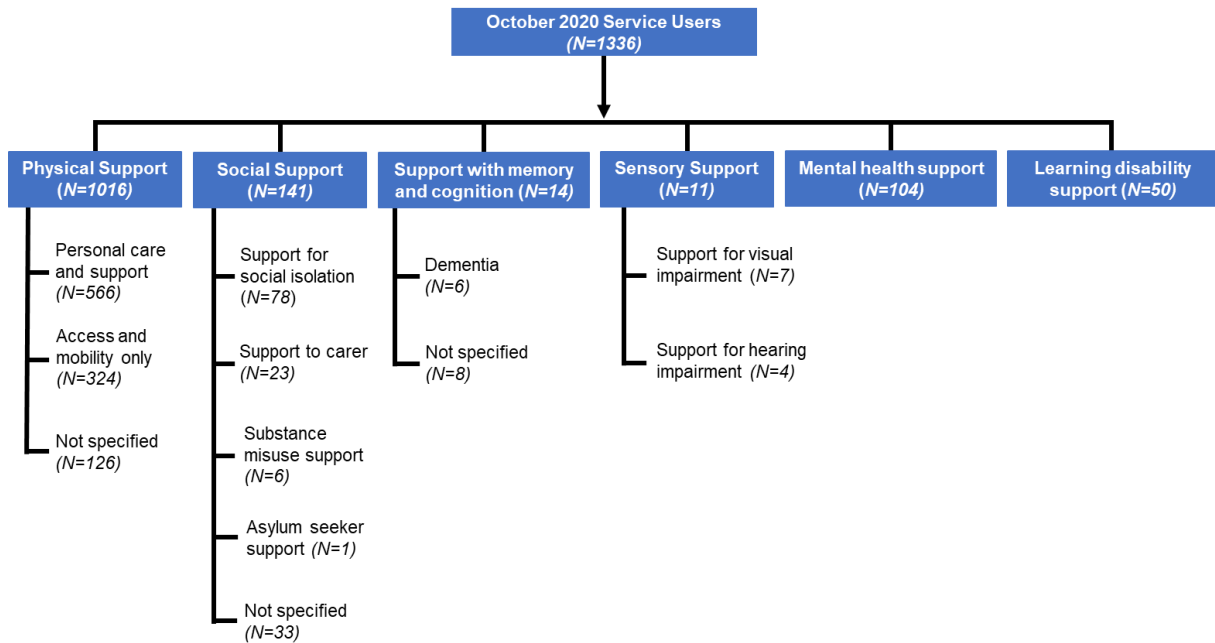 October 2020 Service Users
(N=1336)
Physical Support
(N=1016)
Personal care
and support
(N=566)
Access and
mobility only
(N=324)
Not specified
(N=126)
Social Support
(N=141)
Support for
social isolation
(N=78)
Support to carer
(N=23)
Substance
misuse support
(N=6)
Asylum seeker
support (N=1)
Not specified
(N=33)
Support with memory
and cognition (N=14)
Dementia
(N=6)
Not specified
(N=8)
Sensory Support
(N=11)
Support for visual
impairment (N=7)
Support for hearing
impairment (N=4)
Mental health support
(N=104)
Learning disability
support (N=50)